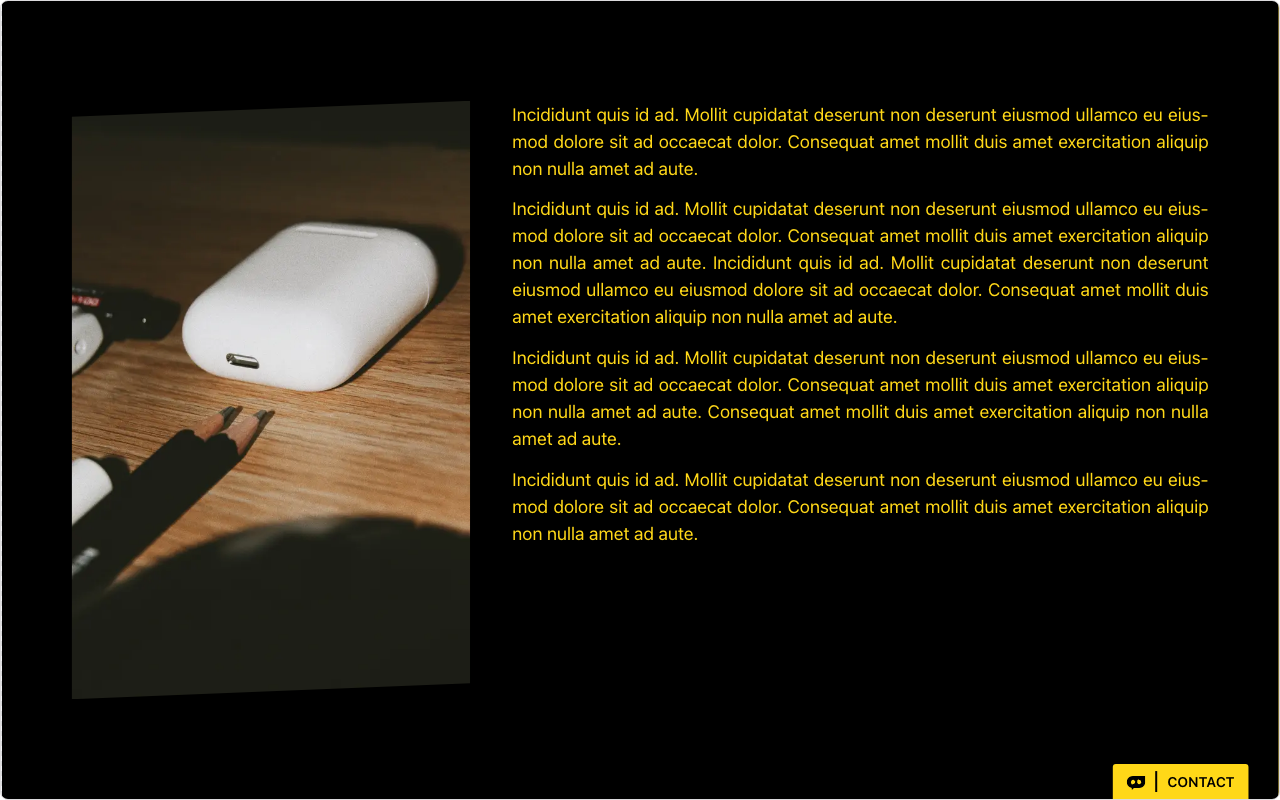 Incididunt quis id ad. Mollit cupidatat deserunt non deserunt eiusmod ullamco eu eius-
mod dolore sit ad occaecat dolor. Consequat amet mollit duis amet exercitation aliquip
non nulla amet ad aute.
Incididunt quis id ad. Mollit cupidatat deserunt non deserunt eiusmod ullamco eu eius-
mod dolore sit ad occaecat dolor. Consequat amet mollit duis amet exercitation aliquip
non nulla amet ad aute. Incididunt quis id ad. Mollit cupidatat deserunt non deserunt
eiusmod ullamco eu eiusmod dolore sit ad occaecat dolor. Consequat amet mollit duis
amet exercitation aliquip non nulla amet ad aute.
Incididunt quis id ad. Mollit cupidatat deserunt non deserunt eiusmod ullamco eu eius-
mod dolore sit ad occaecat dolor. Consequat amet mollit duis amet exercitation aliquip
non nulla amet ad aute. Consequat amet mollit duis amet exercitation aliquip non nulla
amet ad aute.
Incididunt quis id ad. Mollit cupidatat deserunt non deserunt eiusmod ullamco eu eius-
mod dolore sit ad occaecat dolor. Consequat amet mollit duis amet exercitation aliquip
non nulla amet ad aute.
CONTACT